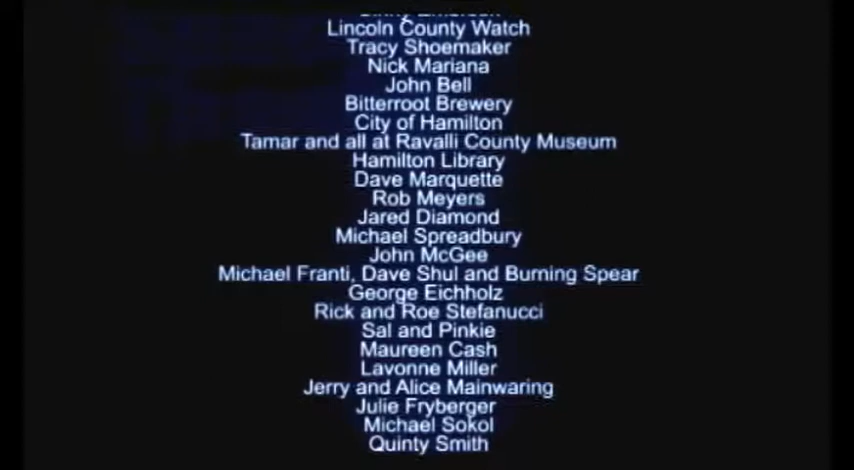 Lincoln County Watch
Tracy Shoemaker
Nick Mariana
John Bell
Bitterroot Brewery
City of Hamilton
Tamar and all at Ravalli County Museum
Hamilton Library
Dave Marquette
Rob Meyers
Jared Diamond
Michael Spreadbury
John McGee
Michael Franti, Dave Shul and Burning Spear
George Eichholz
Rick and Roe Stefanucci
Sal and Pinkie
Maureen Cash
Lavonne Miller
Jerry and Alice Mainwaring
Julie Fryberger
Michael Sokol
Quinty Smith